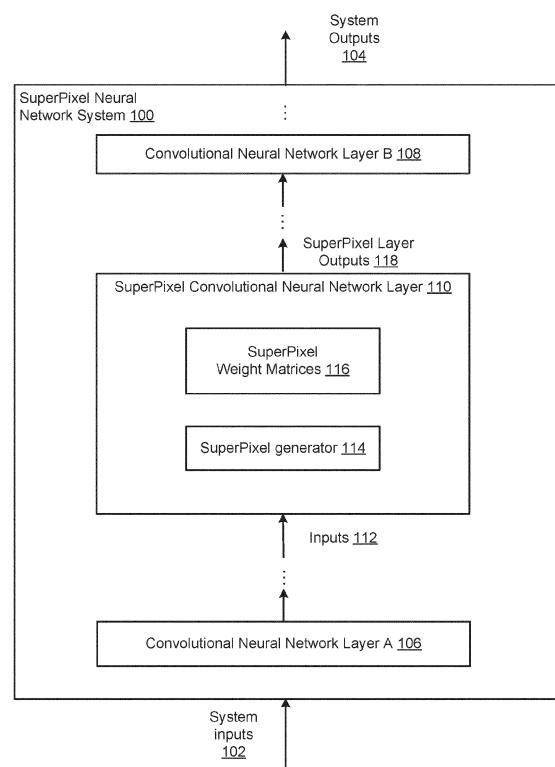 System
Outputs
104
SuperPixel Neural
Network System 100
Convolutional Neural Network Layer B 108
SuperPixel Layer
Outputs 118
SuperPixel Convolutional Neural Network Layer 110
SuperPixel
Weight Matrices 116
SuperPixel generator 114
Inputs 112
Convolutional Neural Network Layer A 106
System
inputs
102